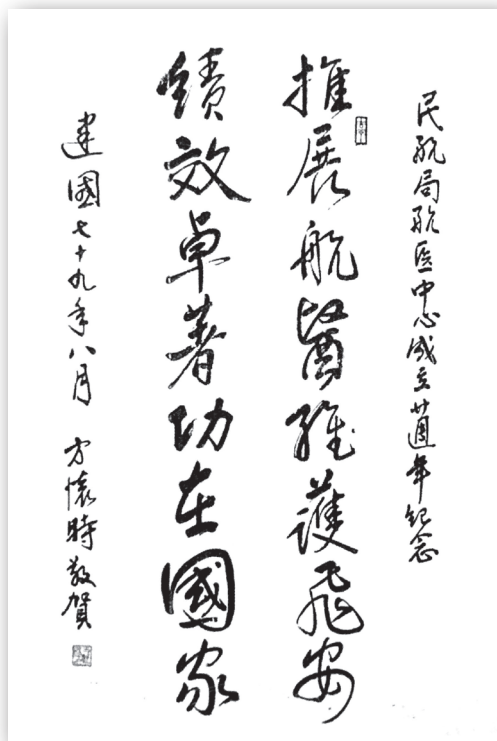 民航局航医中心成立廿週年紀念
推展航醫維護飛安
績效卓著功在國家
建國七十九年八月 方懷時敬賀